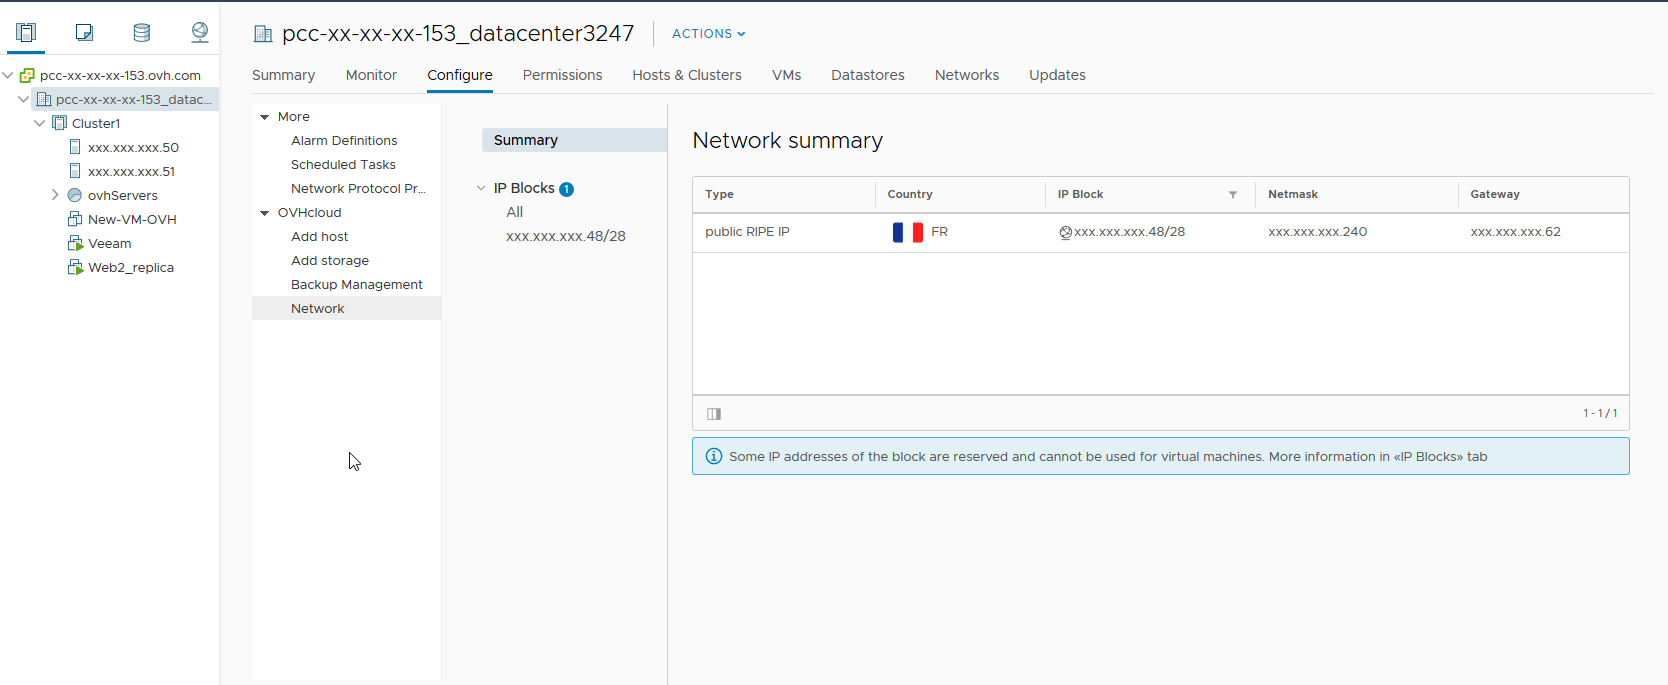 pcc-xx-xx-xx-153.ovh.com
pcc-xx-xx-xx-153_datac...
Cluster1
xxx.xxx.xxx.50
xxx.xxx.xxx.51
ovhServers
New-VM-OVH
Veeam
Web2_replica
pcc-xx-xx-xx-153_datacenter3247
ACTIONS
Summary Monitor Configure Permissions Hosts & Clusters VMs Datastores Networks Updates
More
Alarm Definitions
Scheduled Tasks
Network Protocol Pr...
OVHcloud
Add host
Add storage
Backup Management
Network
Summary
IP Blocks 1
All
xxx.xxx.xxx.48/28
Network summary
Type Country IP Block Netmask Gateway
public RIPE IP FR xxx.xxx.xxx.48/28 xxx.xxx.xxx.240 xxx.xxx.xxx.62
1 - 1 / 1
Some IP addresses of the block are reserved and cannot be used for virtual machines. More information in «IP Blocks» tab